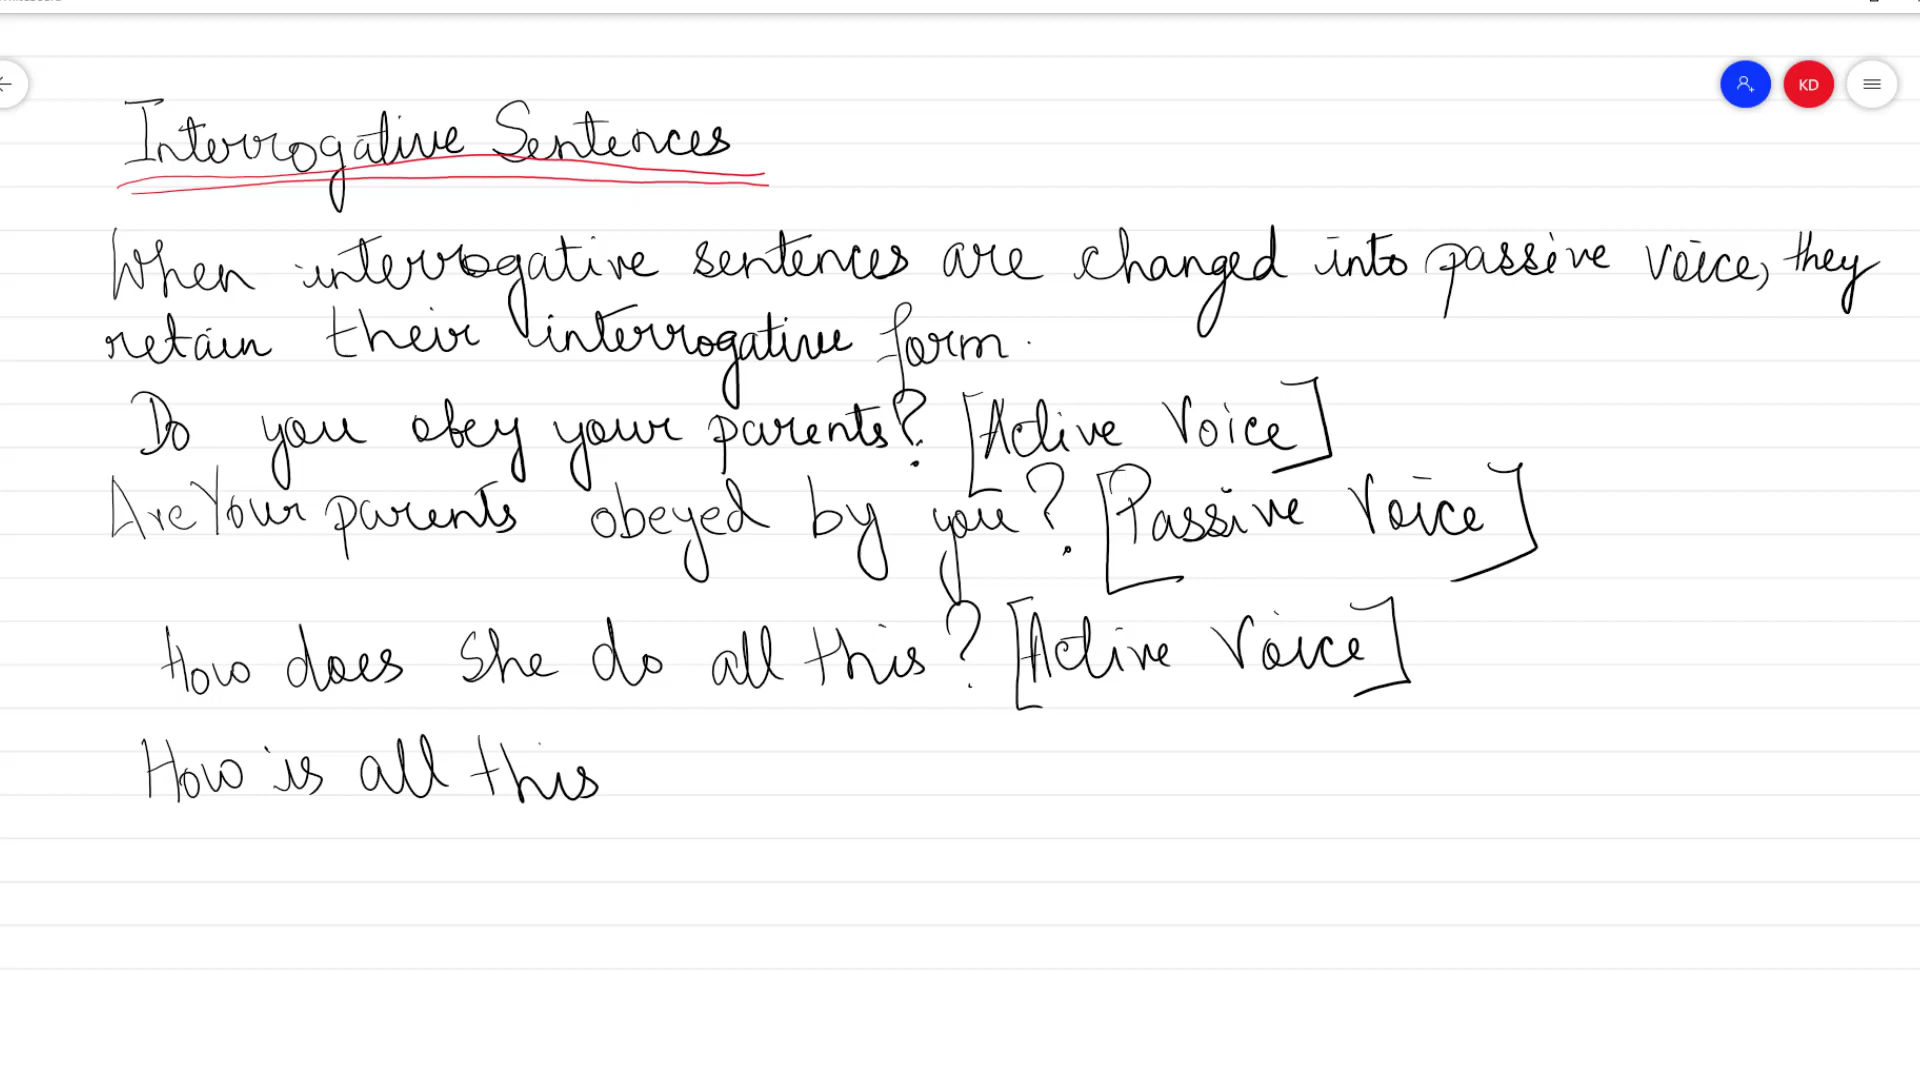 KD
Interrogative Sentences
When interrogative sentences are changed into passive voice, they
retain their interrogative form.
Do you obey your parents? [Active Voice]
Are Your parents obeyed by you? [Passive Voice]
How does She do all this? [Active Voice]
How is all this